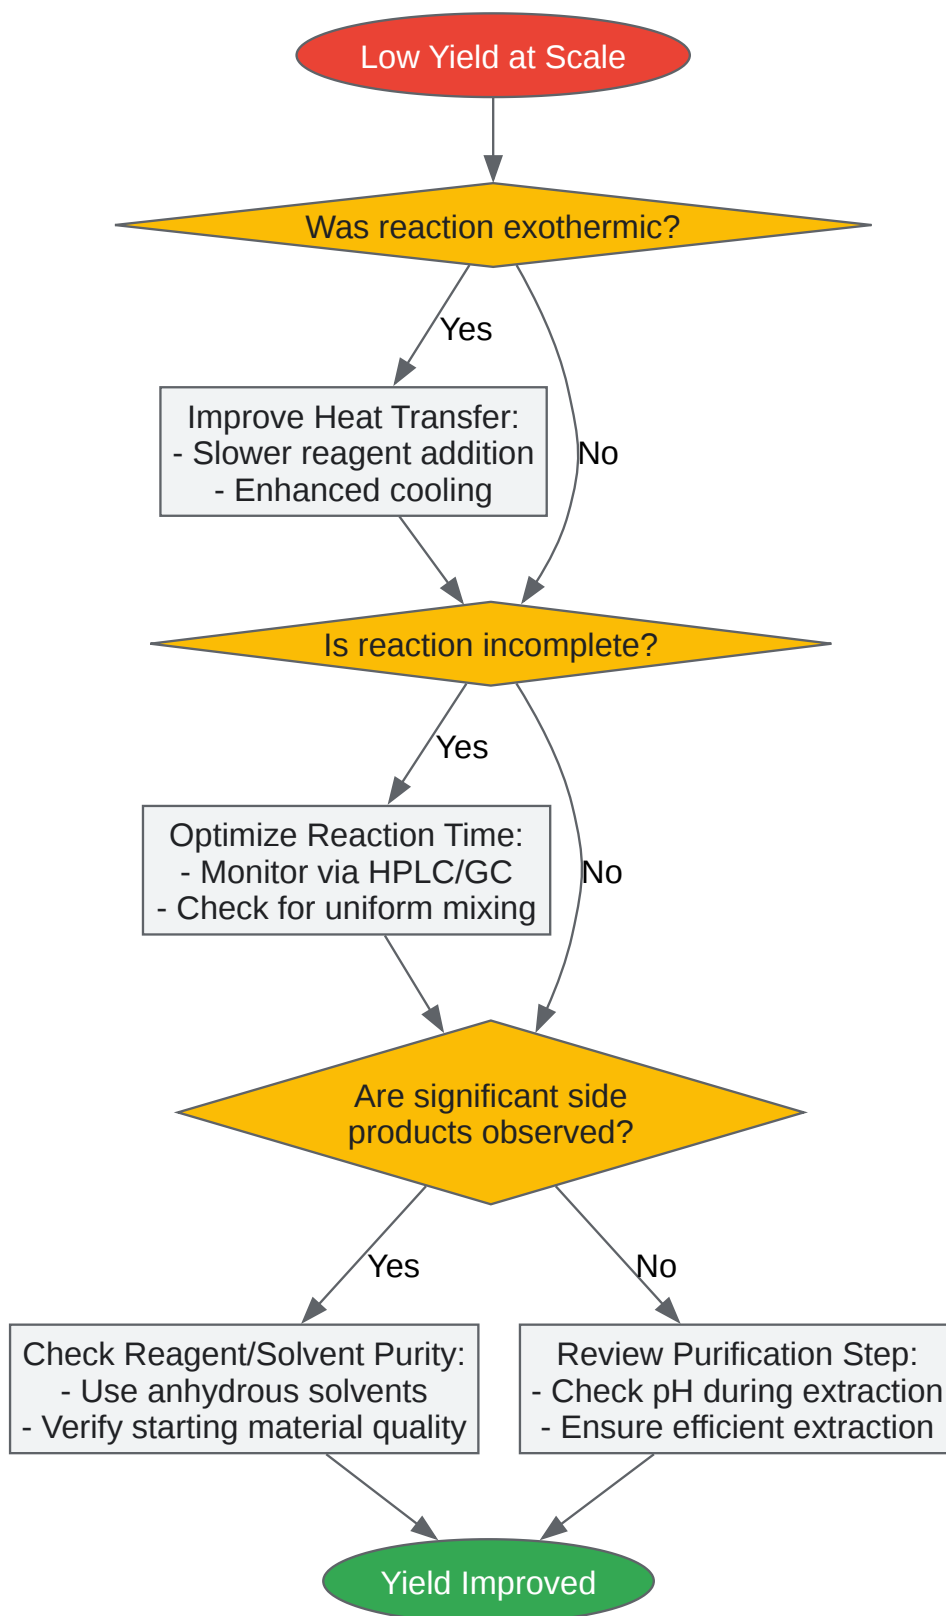 Low Yield at Scale
Was reaction exothermic?
Yes
Improve Heat Transfer:
- Slower reagent addition
- Enhanced cooling
No
Is reaction incomplete?
Yes
Optimize Reaction Time:
- Monitor via HPLC/GC
- Check for uniform mixing
No
Are significant side
products observed?
Yes
No
Check Reagent/Solvent Purity:
- Use anhydrous solvents
- Verify starting material quality
Review Purification Step:
- Check pH during extraction
- Ensure efficient extraction
Yield Improved